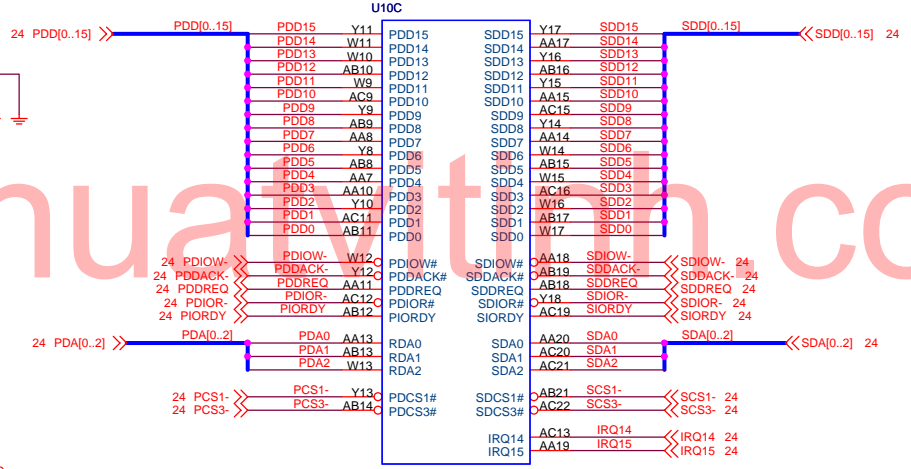 U10C
24 PDD[0..15] PDD[0..15] PDD15 Y11 PDD15 SDD15 Y17 SDD15 SDD[0..15] SDD[0..15] 24
PDD14 W11 PDD14 SDD14 AA17 SDD14
PDD13 W10 PDD13 SDD13 Y16 SDD13
PDD12 AB10 PDD12 SDD12 AB16 SDD12
PDD11 W9 PDD11 SDD11 Y15 SDD11
PDD10 AC9 PDD10 SDD10 AA15 SDD10
PDD9 Y9 PDD9 SDD9 AC15 SDD9
PDD8 AB9 PDD8 SDD8 Y14 SDD8
PDD7 AA8 PDD7 SDD7 AA14 SDD7
PDD6 Y8 PDD6 SDD6 W14 SDD6
PDD5 AB8 PDD5 SDD5 AB15 SDD5
PDD4 AA7 PDD4 SDD4 W15 SDD4
PDD3 AA10 PDD3 SDD3 AC16 SDD3
PDD2 Y10 PDD2 SDD2 W16 SDD2
PDD1 AC11 PDD1 SDD1 AB17 SDD1
PDD0 AB11 PDD0 SDD0 W17 SDD0
huatvitinh.co
24 PDIOW- PDIOW- W12 PDIOW# SDIOW# AA18 SDIOW- SDIOW- 24
24 PDDACK- PDDACK- Y12 PDDACK# SDDACK# AB19 SDDACK- SDDACK- 24
24 PDDREQ PDDREQ AA11 PDDREQ SDDREQ AB18 SDDREQ SDDREQ 24
24 PDIOR- PDIOR- AC12 PDIOR# SDIOR# Y18 SDIOR- SDIOR- 24
24 PIORDY PIORDY AB12 PIORDY SIORDY AC19 SIORDY SIORDY 24
24 PDA[0..2] PDA[0..2] PDA0 AA13 RDA0 SDA0 AA20 SDA0 SDA[0..2] SDA[0..2] 24
PDA1 AB13 RDA1 SDA1 AC20 SDA1
PDA2 W13 RDA2 SDA2 AC21 SDA2
24 PCS1- PCS1- Y13 PDCS1# SDCS1# AB21 SCS1- SCS1- 24
24 PCS3- PCS3- AB14 PDCS3# SDCS3# AC22 SCS3- SCS3- 24
IRQ14 AC13 IRQ14 IRQ14 24
IRQ15 AA19 IRQ15 IRQ15 24